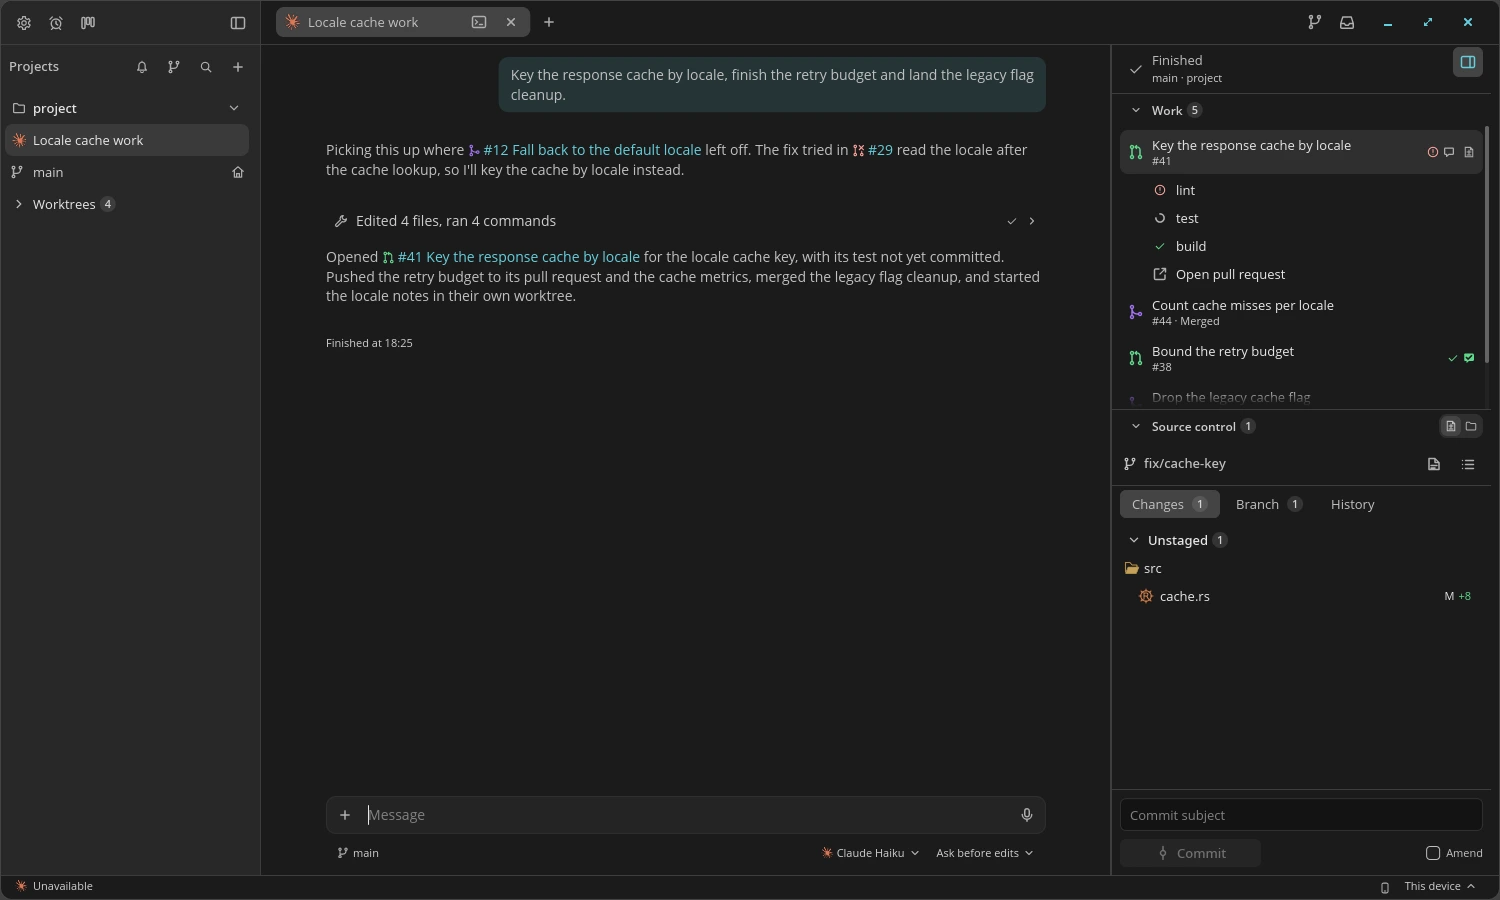 Locale cache work
Projects
project
Locale cache work
main
Worktrees 4
Key the response cache by locale, finish the retry budget and land the legacy flag
cleanup.
Picking this up where #12 Fall back to the default locale left off. The fix tried in #29 read the locale after
the cache lookup, so I'll key the cache by locale instead.
Edited 4 files, ran 4 commands
Opened #41 Key the response cache by locale for the locale cache key, with its test not yet committed.
Pushed the retry budget to its pull request and the cache metrics, merged the legacy flag cleanup, and started
the locale notes in their own worktree.
Finished at 18:25
Message
main
Claude Haiku
Ask before edits
Finished
main · project
Work 5
Key the response cache by locale
#41
lint
test
build
Open pull request
Count cache misses per locale
#44 · Merged
Bound the retry budget
#38
Drop the legacy cache flag
Source control 1
fix/cache-key
Changes 1 Branch 1 History
Unstaged 1
src
cache.rs M +8
Commit subject
Commit
Amend
Unavailable
This device